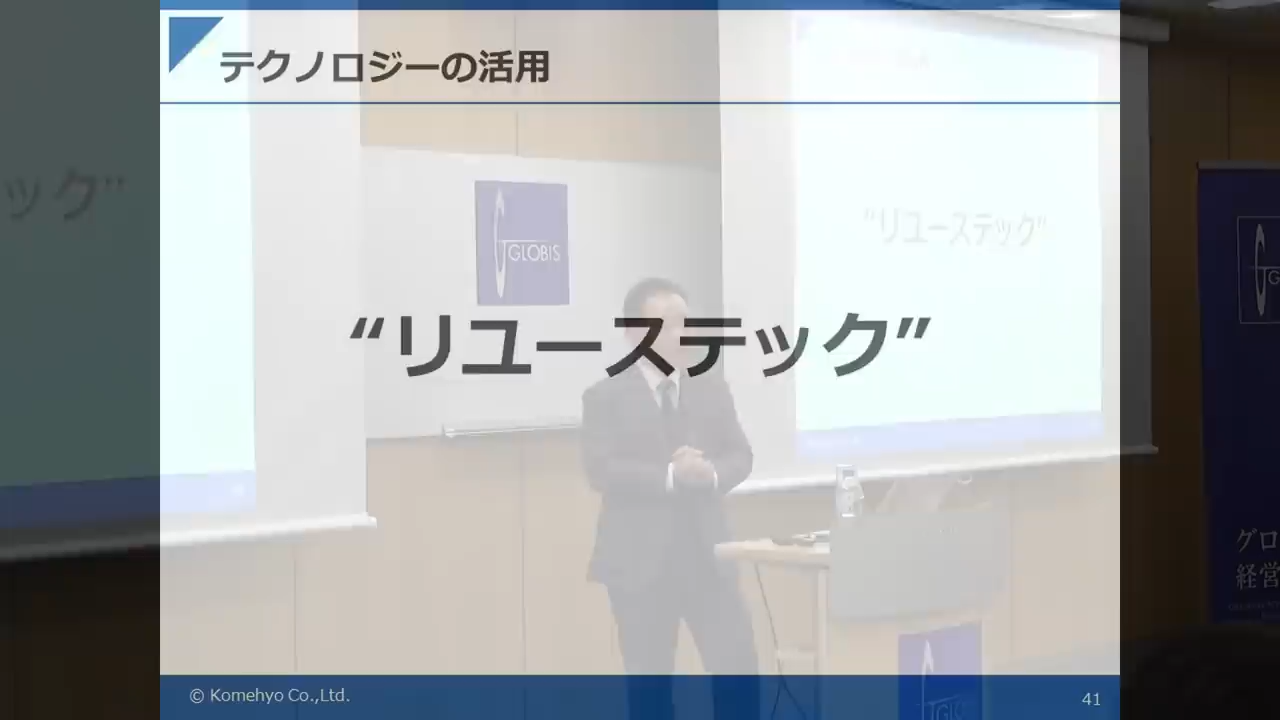 テクノロジーの活用
ック”
“リユーステック”
GLOBIS
“リユーステック”
グロ
経営
© Komehyo Co.,Ltd.
41